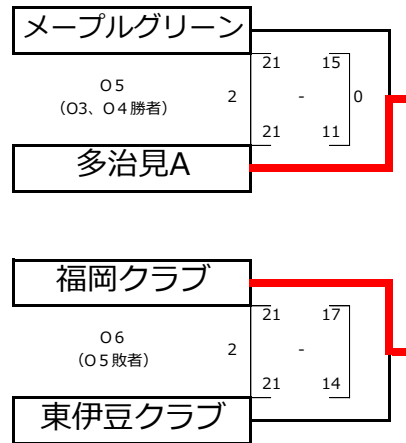 メープルグリーン
21 15
O5
2 - 0
（O3、O４勝者）
21 11
多治見A
福岡クラブ
21 17
O６
2 -
（O５敗者）
21 14
東伊豆クラブ